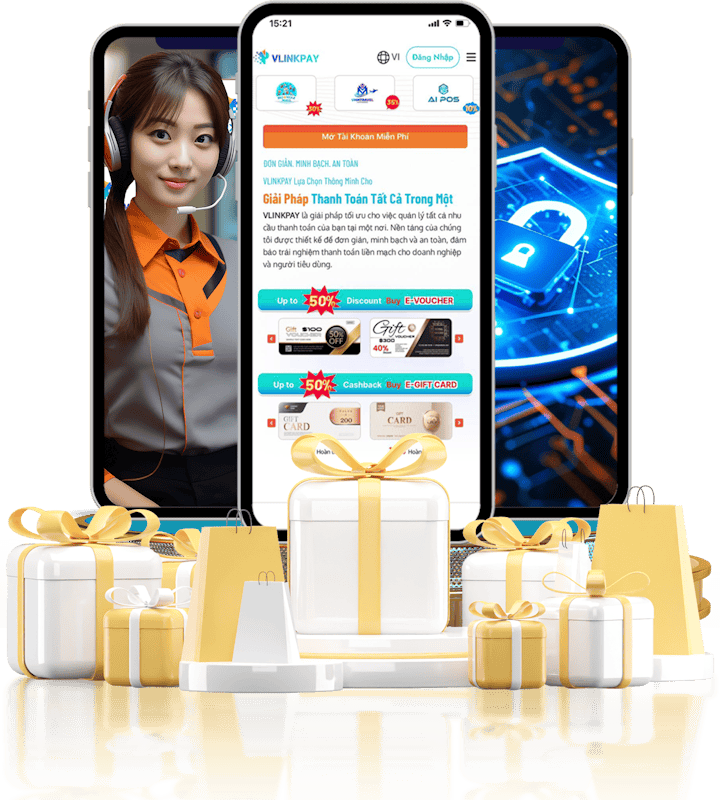 15:21
VLINKPAY
VI
Đăng Nhập
30%
35%
AI POS
Mở Tài Khoản Miễn Phí
ĐƠN GIẢN, MINH BẠCH, AN TOÀN
VLINKPAY Lựa Chọn Thông Minh Cho
Giải Pháp Thanh Toán Tất Cả Trong Một
VLINKPAY là giải pháp tối ưu cho việc quản lý tất cả nhu
cầu thanh toán của bạn tại một nơi. Nền tảng của chúng
tôi được thiết kế để đơn giản, minh bạch và an toàn, đảm
bảo trải nghiệm thanh toán liền mạch cho doanh nghiệp
và người tiêu dùng.
Up to 50% Discount Buy E-VOUCHER
$100
VOUCHER
50%
OFF
Gift
VOUCHER
$300
40%
Up to 50% Cashback Buy E-GIFT CARD
GIFT
CARD
200
GIFT
CARD
Hoàn